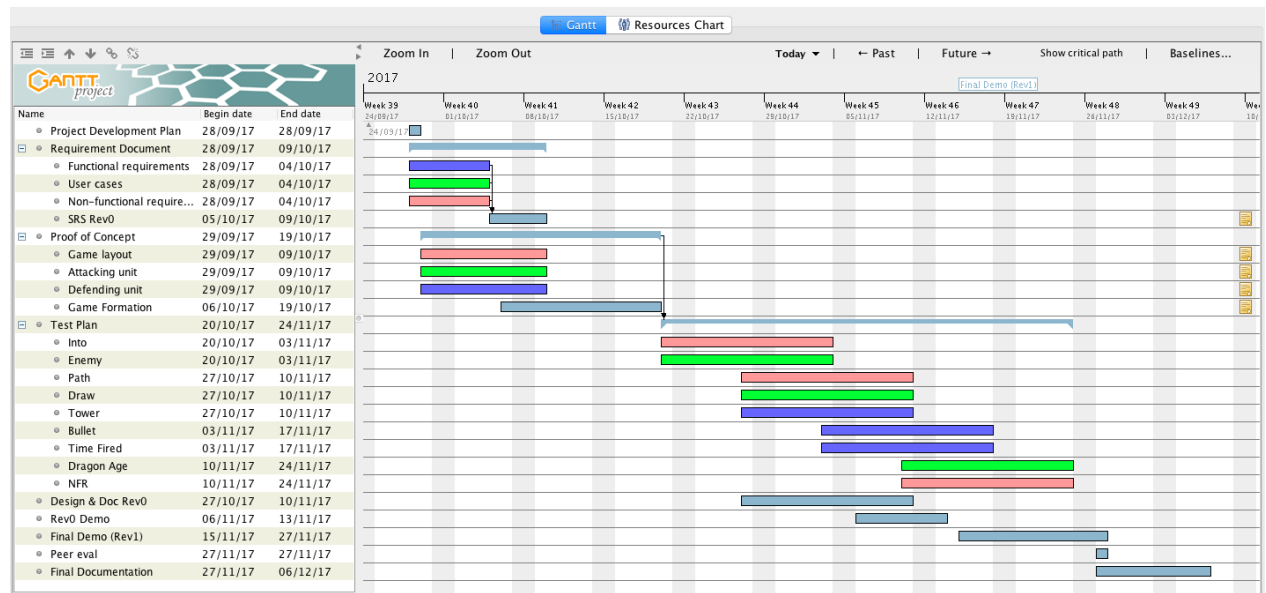 Gantt Resources Chart
Zoom In | Zoom Out Today | ← Past | Future → Show critical path | Baselines...
GANTT project
2017
Final Demo (Rev1)
Week 39 Week 40 Week 41 Week 42 Week 43 Week 44 Week 45 Week 46 Week 47 Week 48 Week 49
24/09/17 01/10/17 08/10/17 15/10/17 22/10/17 29/10/17 05/11/17 12/11/17 19/11/17 26/11/17 03/12/17
Name Begin date End date
Project Development Plan 28/09/17 28/09/17 24/09/17
Requirement Document 28/09/17 09/10/17
Functional requirements 28/09/17 04/10/17
User cases 28/09/17 04/10/17
Non-functional require... 28/09/17 04/10/17
SRS Rev0 05/10/17 09/10/17
Proof of Concept 29/09/17 19/10/17
Game layout 29/09/17 09/10/17
Attacking unit 29/09/17 09/10/17
Defending unit 29/09/17 09/10/17
Game Formation 06/10/17 19/10/17
Test Plan 20/10/17 24/11/17
Into 20/10/17 03/11/17
Enemy 20/10/17 03/11/17
Path 27/10/17 10/11/17
Draw 27/10/17 10/11/17
Tower 27/10/17 10/11/17
Bullet 03/11/17 17/11/17
Time Fired 03/11/17 17/11/17
Dragon Age 10/11/17 24/11/17
NFR 10/11/17 24/11/17
Design & Doc Rev0 27/10/17 10/11/17
Rev0 Demo 06/11/17 13/11/17
Final Demo (Rev1) 15/11/17 27/11/17
Peer eval 27/11/17 27/11/17
Final Documentation 27/11/17 06/12/17